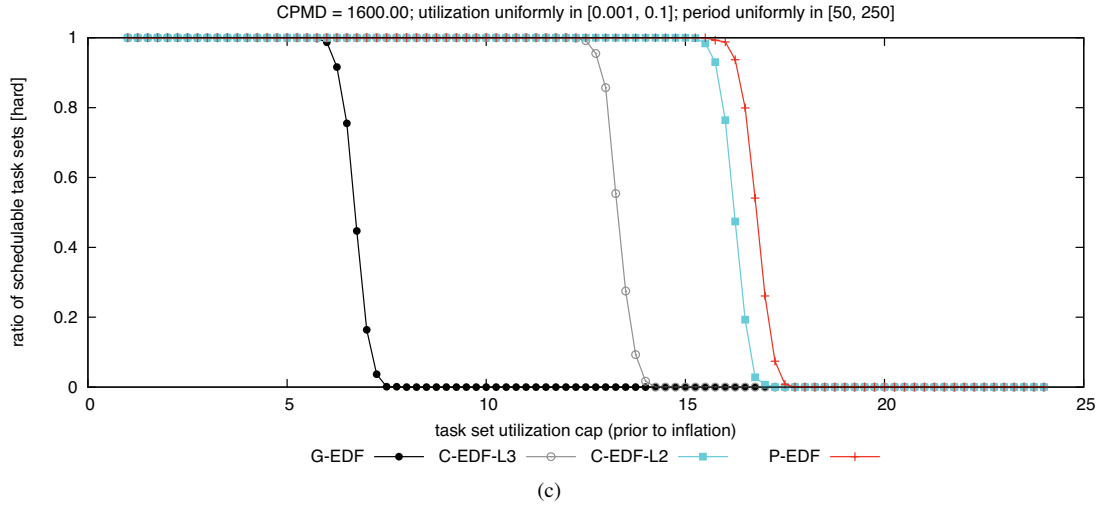 CPMD = 1600.00; utilization uniformly in [0.001, 0.1]; period uniformly in [50, 250]
ratio of schedulable task sets [hard]
1
0.8
0.6
0.4
0.2
0
0 5 10 15 20 25
task set utilization cap (prior to inflation)
G-EDF C-EDF-L3 C-EDF-L2 P-EDF
(c)